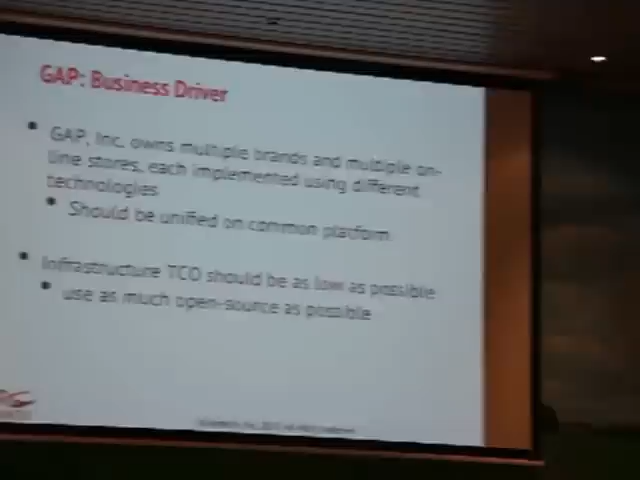 GAP: Business Driver
• GAP, Inc. owns multiple brands and multiple on-
line stores, each implemented using different
technologies
• Should be unified on common platform.
• Infrastructure TCO should be as low as possible
• use as much open-source as possible